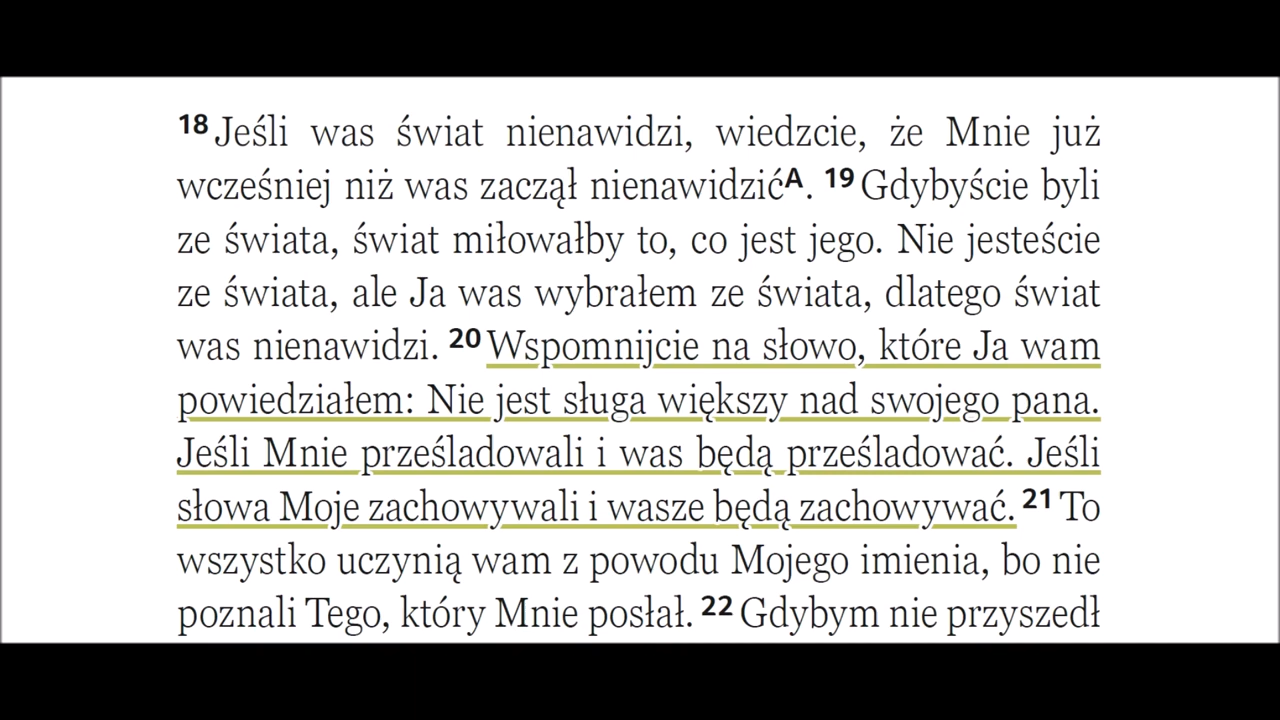 18 Jeśli was świat nienawidzi, wiedzcie, że Mnie już
wcześniej niż was zaczął nienawidzićA. 19 Gdybyście byli
ze świata, świat miłowałby to, co jest jego. Nie jesteście
ze świata, ale Ja was wybrałem ze świata, dlatego świat
was nienawidzi. 20 Wspomnijcie na słowo, które Ja wam
powiedziałem: Nie jest sługa większy nad swojego pana.
Jeśli Mnie prześladowali i was będą prześladować. Jeśli
słowa Moje zachowywali i wasze będą zachowywać. 21 To
wszystko uczynią wam z powodu Mojego imienia, bo nie
poznali Tego, który Mnie posłał. 22 Gdybym nie przyszedł